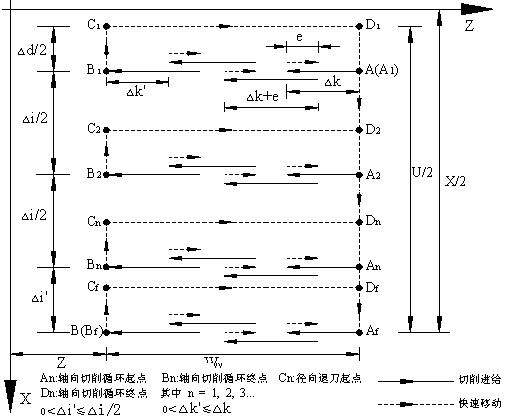 Z
C1
D1
e
Δd/2
B1
A(A1)
Δk'
Δk
Δk+e
Δi/2
C2
D2
U/2
X/2
B2
A2
Δi/2
Cn
Dn
Bn
An
Cf
Df
Δi'
B(Bf)
Af
Z
W
X
An:轴向切削循环起点 Bn:轴向切削循环终点 Cn:径向退刀起点
Dn:轴向切削循环终点 其中 n = 1, 2, 3...
0<Δi'≤Δi/2 0<Δk'≤Δk
切削进给
快速移动